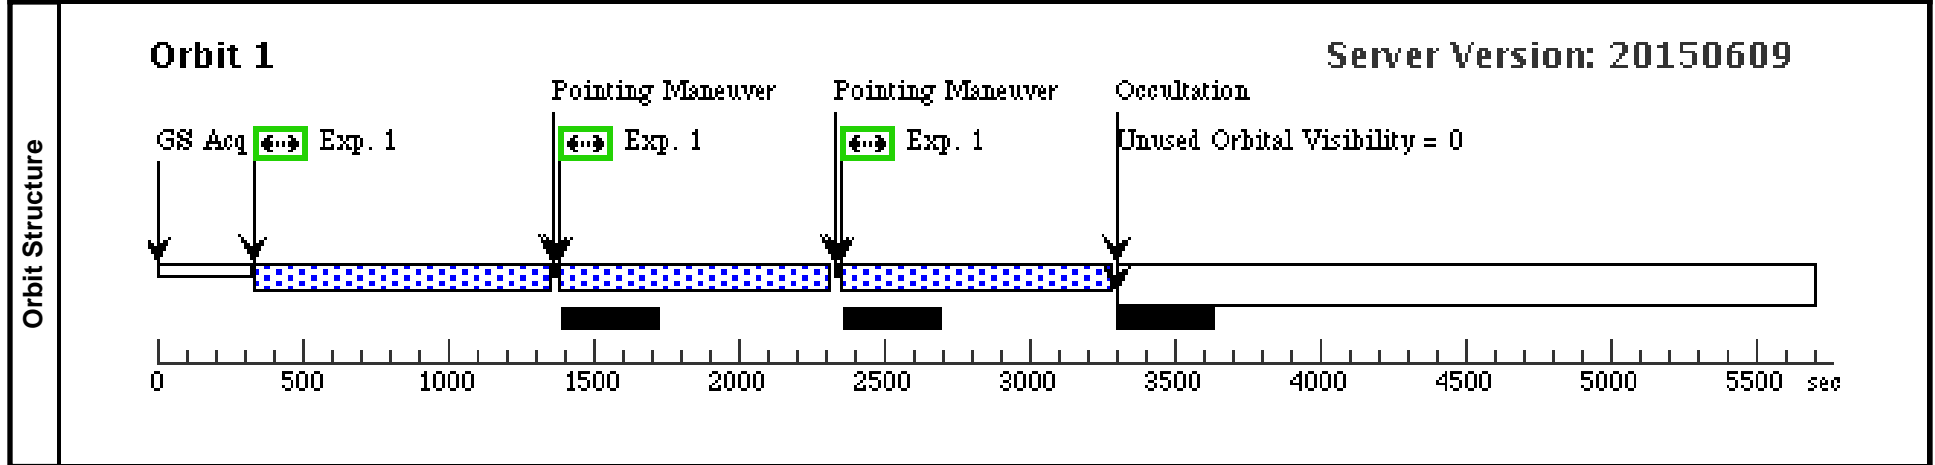 Orbit Structure
Orbit 1
Server Version: 20150609
Pointing Maneuver
Pointing Maneuver
Occultation
GS Acq
Exp. 1
Exp. 1
Exp. 1
Unused Orbital Visibility = 0
0 500 1000 1500 2000 2500 3000 3500 4000 4500 5000 5500 sec